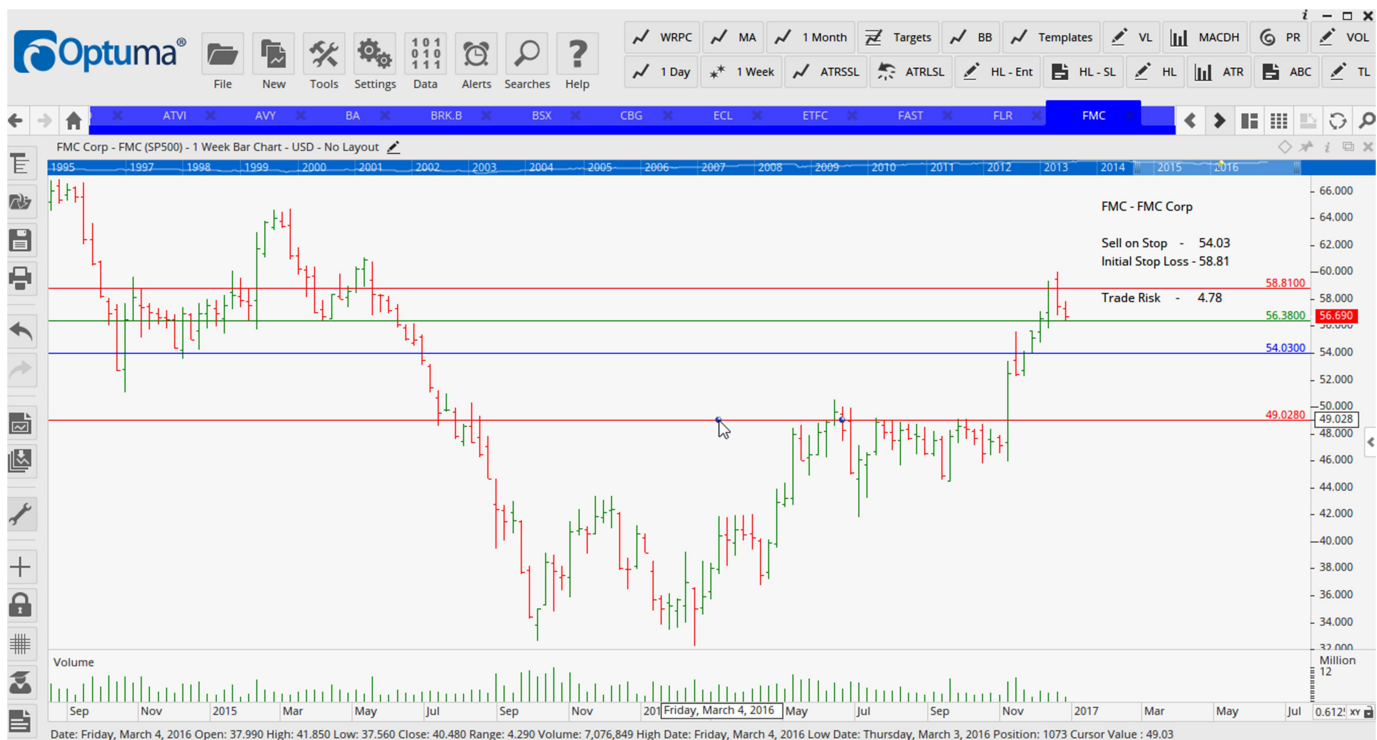 Optuma®
File New Tools Settings Data Alerts Searches Help
WRPC MA 1 Month Targets BB Templates VL MACDH PR VOL
1 Day 1 Week ATRSSL ATRLSL HL - Ent HL - SL HL ATR ABC TL
ATVI AVY BA BRK.B BSX CBG ECL ETFC FAST FLR FMC
FMC Corp - FMC (SP500) - 1 Week Bar Chart - USD - No Layout
1995 1997 1998 1999 2000 2001 2002 2003 2004 2005 2006 2007 2008 2009 2010 2011 2012 2013 2014 2015 2016
FMC - FMC Corp
Sell on Stop - 54.03
Initial Stop Loss - 58.81
Trade Risk - 4.78
58.8100
56.3800
54.0300
49.0280
66.000
64.000
62.000
60.000
58.000
56.690
56.000
54.000
52.000
50.000
49.028
48.000
46.000
44.000
42.000
40.000
38.000
36.000
34.000
32.000
Volume
Million
12
Sep Nov 2015 Mar May Jul Sep Nov 201 Friday, March 4, 2016 May Jul Sep Nov 2017 Mar May Jul 0.612 XY
Date: Friday, March 4, 2016 Open: 37.990 High: 41.850 Low: 37.560 Close: 40.480 Range: 4.290 Volume: 7,076,849 High Date: Friday, March 4, 2016 Low Date: Thursday, March 3, 2016 Position: 1073 Cursor Value : 49.03